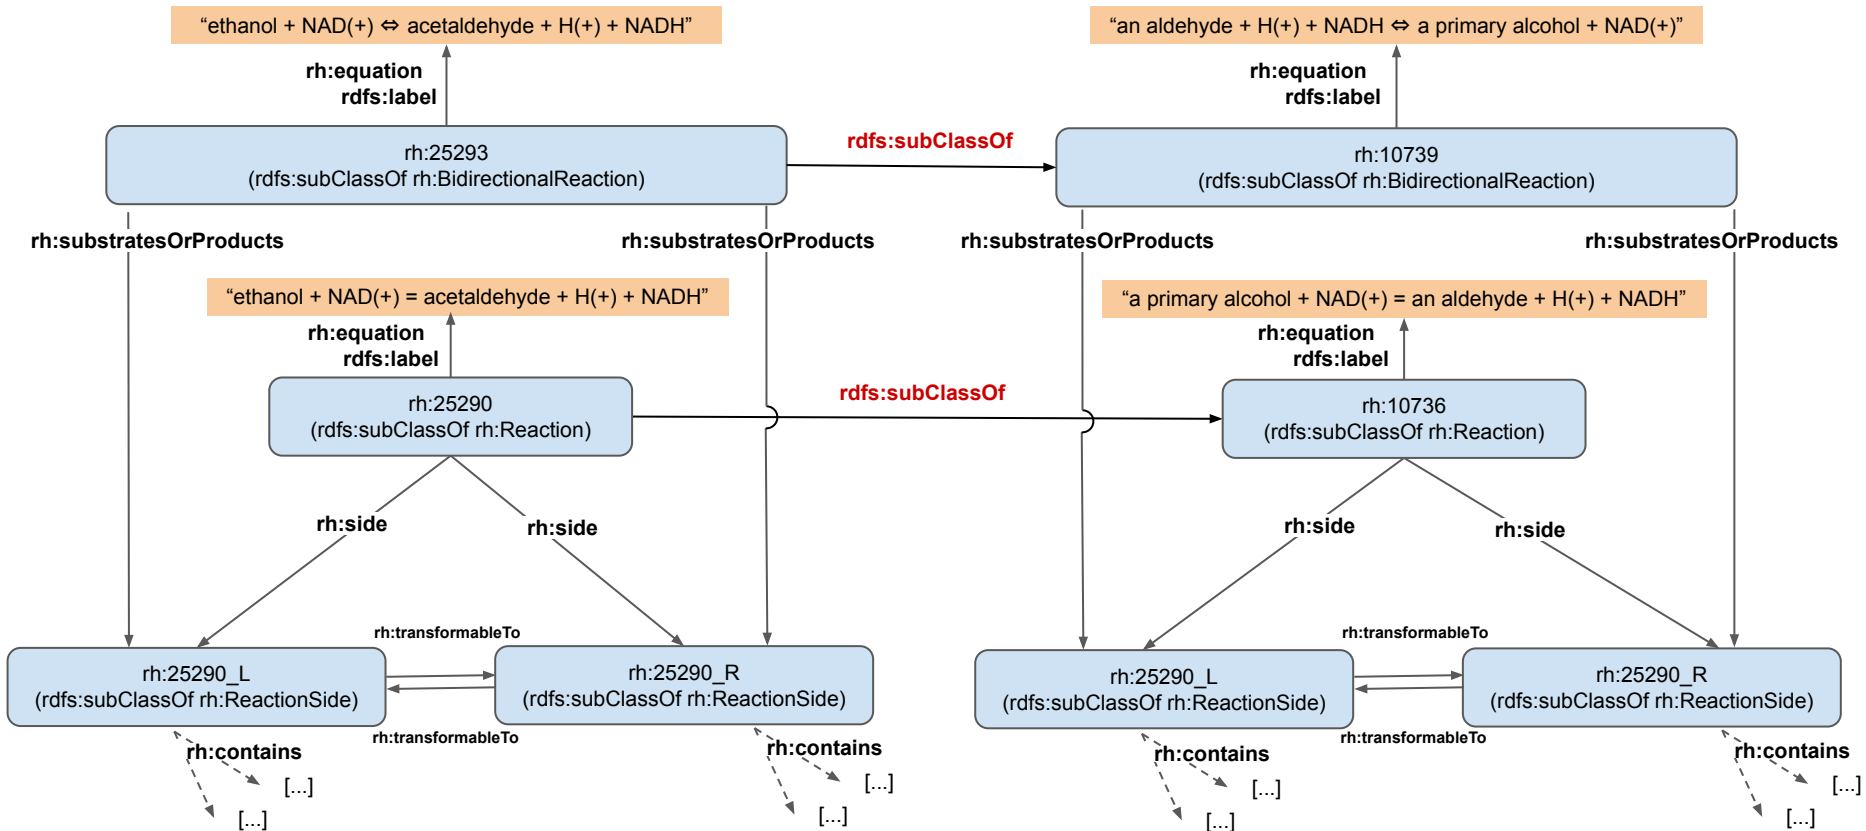 “ethanol + NAD(+) ⇔ acetaldehyde + H(+) + NADH”
“an aldehyde + H(+) + NADH ⇔ a primary alcohol + NAD(+)”
rh:equation
rdfs:label
rh:equation
rdfs:label
rh:25293
(rdfs:subClassOf rh:BidirectionalReaction)
rdfs:subClassOf
rh:10739
(rdfs:subClassOf rh:BidirectionalReaction)
rh:substratesOrProducts
rh:substratesOrProducts
rh:substratesOrProducts
rh:substratesOrProducts
“ethanol + NAD(+) = acetaldehyde + H(+) + NADH”
“a primary alcohol + NAD(+) = an aldehyde + H(+) + NADH”
rh:equation
rdfs:label
rh:equation
rdfs:label
rh:25290
(rdfs:subClassOf rh:Reaction)
rdfs:subClassOf
rh:10736
(rdfs:subClassOf rh:Reaction)
rh:side
rh:side
rh:side
rh:side
rh:25290_L
(rdfs:subClassOf rh:ReactionSide)
rh:transformableTo
rh:transformableTo
rh:25290_R
(rdfs:subClassOf rh:ReactionSide)
rh:25290_L
(rdfs:subClassOf rh:ReactionSide)
rh:transformableTo
rh:transformableTo
rh:25290_R
(rdfs:subClassOf rh:ReactionSide)
rh:contains
[...]
[...]
rh:contains
[...]
[...]
rh:contains
[...]
[...]
rh:contains
[...]
[...]